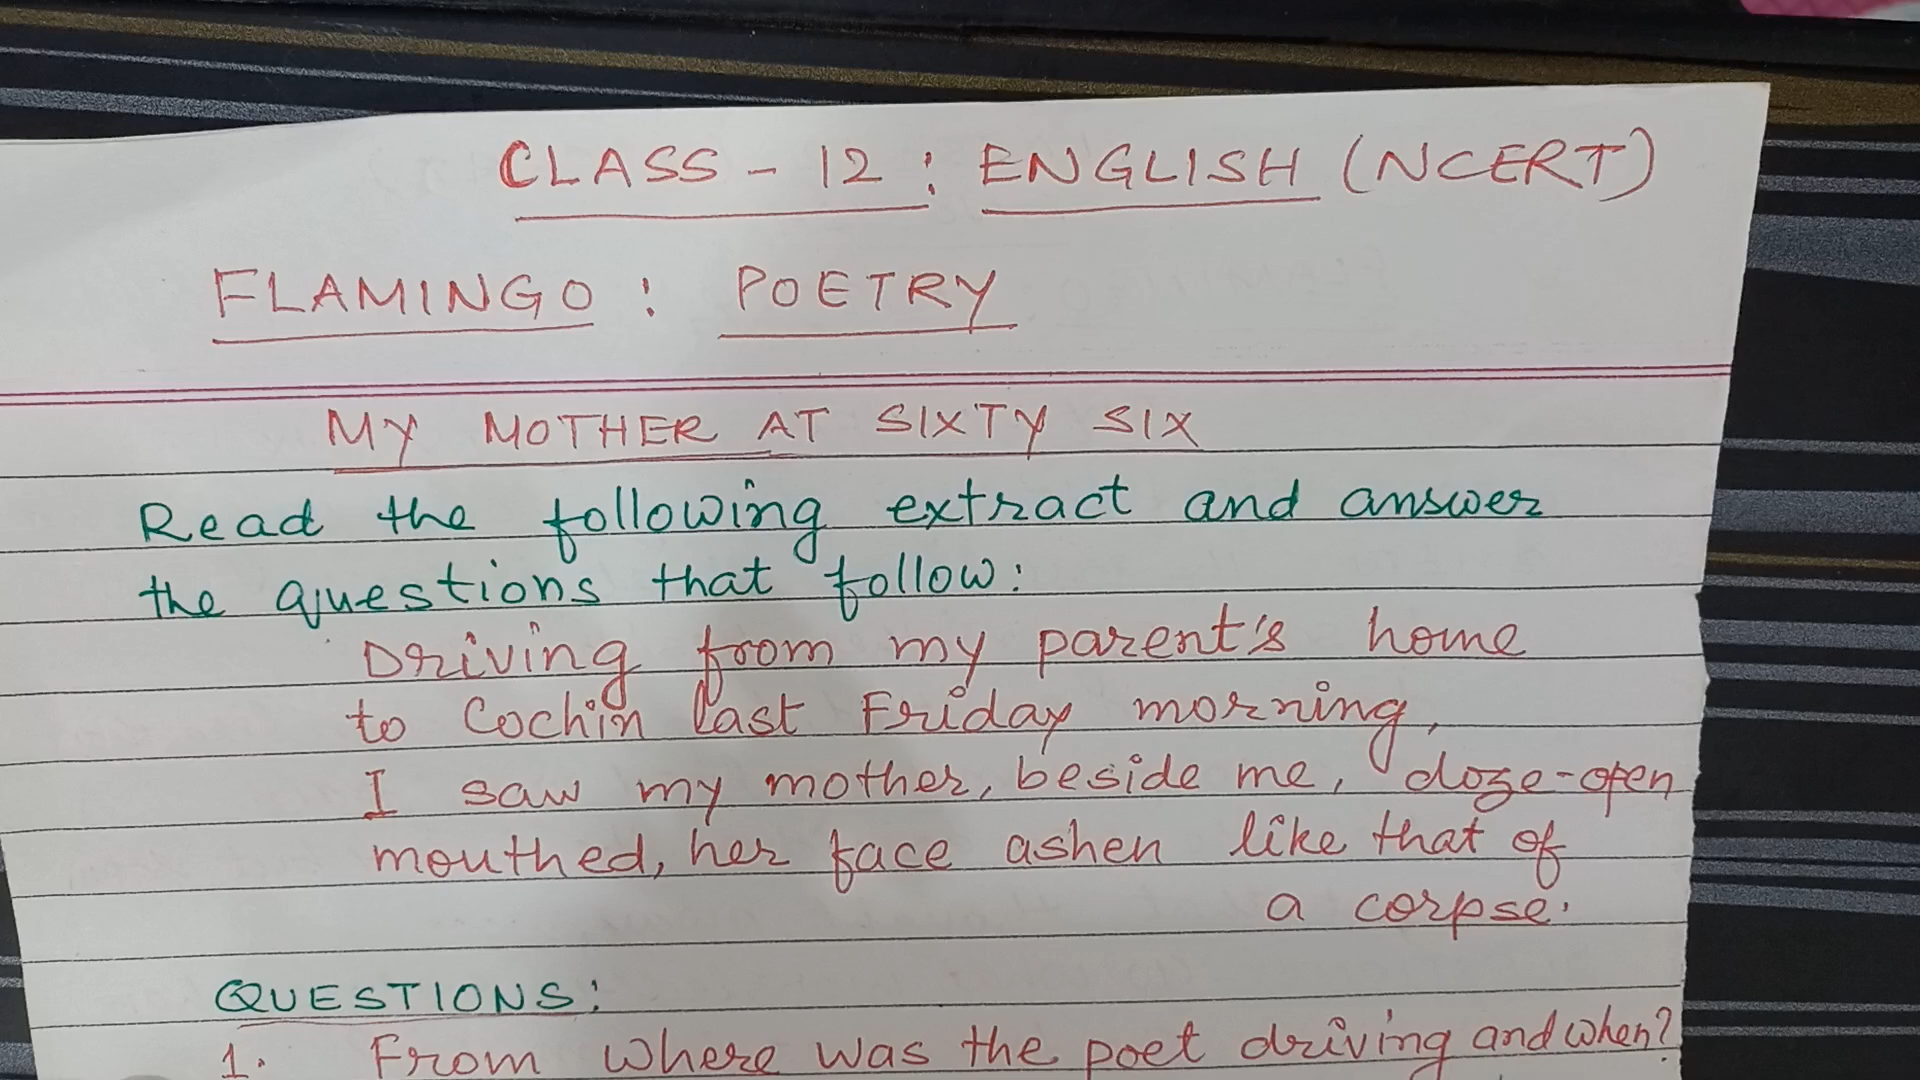 CLASS - 12 : ENGLISH (NCERT)
FLAMINGO : POETRY
MY MOTHER AT SIXTY SIX
Read the following extract and answer
the questions that follow:
Driving from my parent's home
to Cochin last Friday morning,
I saw my mother, beside me, doze-open
mouthed, her face ashen like that of
a corpse.
QUESTIONS:
1. From where was the poet driving and when?